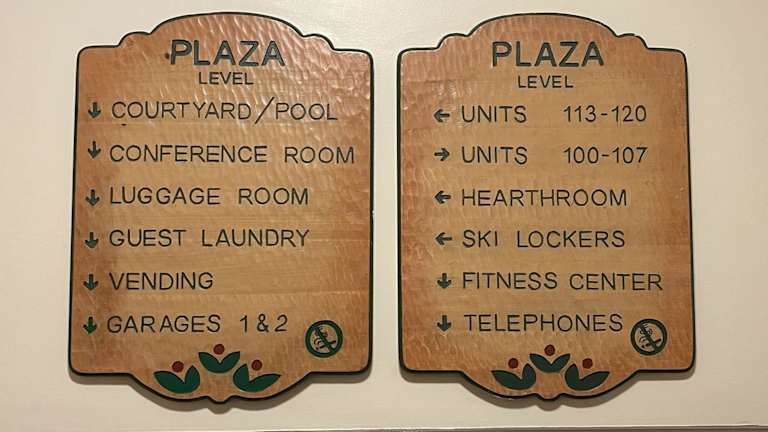 PLAZA
LEVEL
↓ COURTYARD/POOL
↓ CONFERENCE ROOM
↓ LUGGAGE ROOM
↓ GUEST LAUNDRY
↓ VENDING
↓ GARAGES 1&2
PLAZA
LEVEL
← UNITS 113-120
→ UNITS 100-107
← HEARTHROOM
← SKI LOCKERS
↓ FITNESS CENTER
↓ TELEPHONES